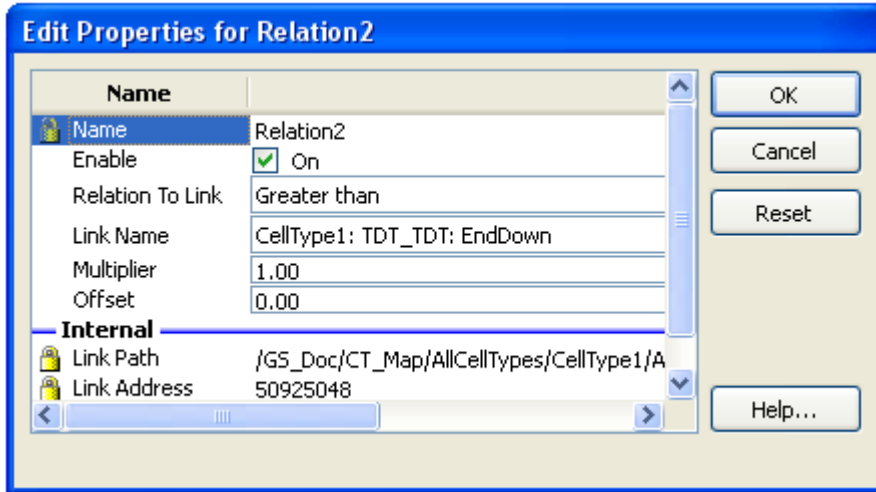 Edit Properties for Relation2
Name
Name Relation2
Enable On
Relation To Link Greater than
Link Name CellType1: TDT_TDT: EndDown
Multiplier 1.00
Offset 0.00
Internal
Link Path /GS_Doc/CT_Map/AllCellTypes/CellType1/A
Link Address 50925048
OK
Cancel
Reset
Help...